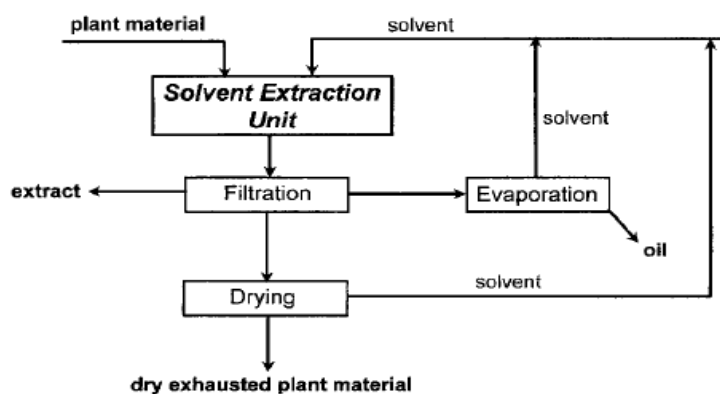 plant material
solvent
Solvent Extraction
Unit
solvent
extract
Filtration
Evaporation
oil
solvent
Drying
dry exhausted plant material